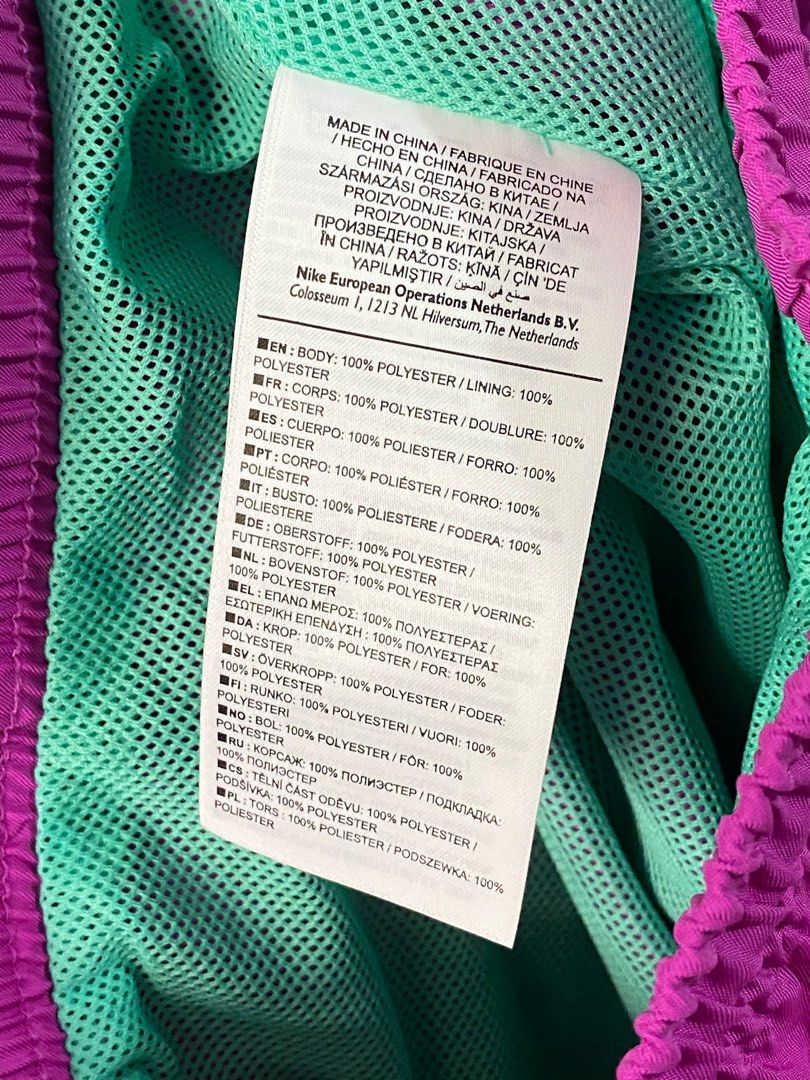 MADE IN CHINA / FABRIQUE EN CHINE
/ HECHO EN CHINA / FABRICADO NA
CHINA / СДЕЛАНО В КИТАЕ /
SZÁRMAZÁSI ORSZÁG: KINA / ZEMLJA
PROIZVODNJE: KINA / DRŽAVA
PROIZVODNJE: KITAJSKA /
ПРОИЗВЕДЕНО В КИТАЙ / FABRICAT
ÎN CHINA / RAŽOTS: ĶĪNĀ / ÇİN 'DE
YAPILMIŞTIR / صنع في الصين
Nike European Operations Netherlands B.V.
Colosseum 1, 1213 NL Hilversum, The Netherlands
■EN : BODY: 100% POLYESTER / LINING: 100%
POLYESTER
■FR : CORPS: 100% POLYESTER / DOUBLURE: 100%
POLYESTER
■ES : CUERPO: 100% POLIESTER / FORRO: 100%
POLIESTER
■PT : CORPO: 100% POLIÉSTER / FORRO: 100%
POLIÉSTER
■IT : BUSTO: 100% POLIESTERE / FODERA: 100%
POLIESTERE
■DE : OBERSTOFF: 100% POLYESTER /
FUTTERSTOFF: 100% POLYESTER
■NL : BOVENSTOF: 100% POLYESTER / VOERING:
100% POLYESTER
■EL : ΕΠΑΝΩ ΜΕΡΟΣ: 100% ΠΟΛΥΕΣΤΕΡΑΣ /
ΕΣΩΤΕΡΙΚΗ ΕΠΕΝΔΥΣΗ : 100% ΠΟΛΥΕΣΤΕΡΑΣ
■DA : KROP: 100% POLYESTER / FOR: 100%
POLYESTER
■SV : ÖVERKROPP: 100% POLYESTER / FODER:
100% POLYESTER
■FI : RUNKO: 100% POLYESTERI / VUORI: 100%
POLYESTERI
■NO : BOL: 100% POLYESTER / FÔR: 100%
POLYESTER
■RU : КОРСАЖ: 100% ПОЛИЭСТЕР / ПОДКЛАДКА:
100% ПОЛИЭСТЕР
■CS : TĚLNÍ ČÁST ODĚVU: 100% POLYESTER /
PODŠÍVKA: 100% POLYESTER
■PL : TORS : 100% POLIESTER / PODSZEWKA: 100%
POLIESTER